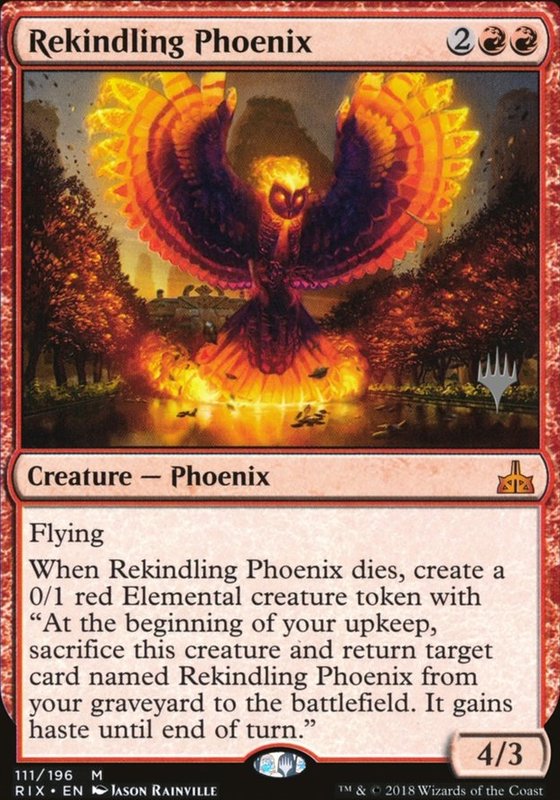 Rekindling Phoenix 2
Creature — Phoenix
Flying
When Rekindling Phoenix dies, create a
0/1 red Elemental creature token with
“At the beginning of your upkeep,
sacrifice this creature and return target
card named Rekindling Phoenix from
your graveyard to the battlefield. It gains
haste until end of turn.”
4/3
111/196 M
RIX • EN Jason Rainville
™ & © 2018 Wizards of the Coast